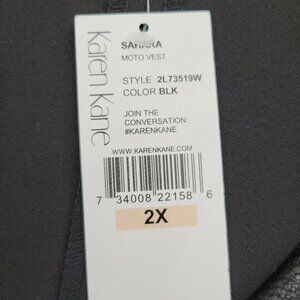 karen kane
SAHARA
MOTO VEST
STYLE 2L73519W
COLOR BLK
JOIN THE
CONVERSATION:
#KARENKANE
WWW.KARENKANE.COM
7 34008 22158 6
2X